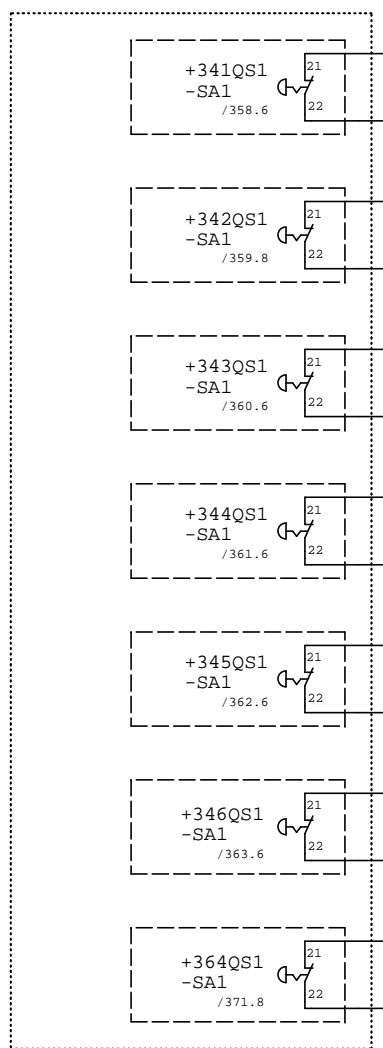 +341QS1
-SA1
/358.6
21
22
+342QS1
-SA1
/359.8
21
22
+343QS1
-SA1
/360.6
21
22
+344QS1
-SA1
/361.6
21
22
+345QS1
-SA1
/362.6
21
22
+346QS1
-SA1
/363.6
21
22
+364QS1
-SA1
/371.8
21
22